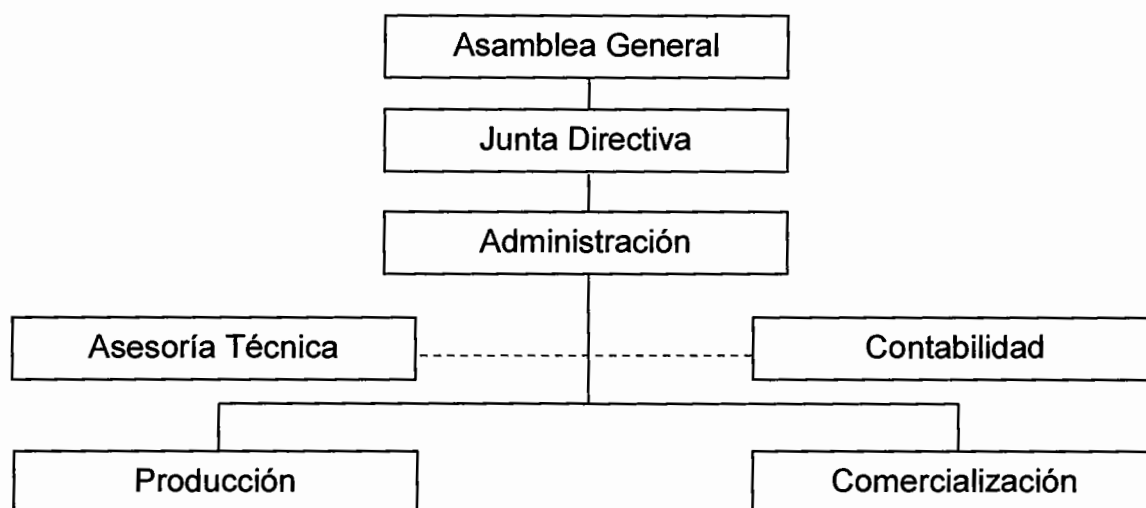 Asamblea General
Junta Directiva
Administración
Asesoría Técnica
Contabilidad
Producción
Comercialización